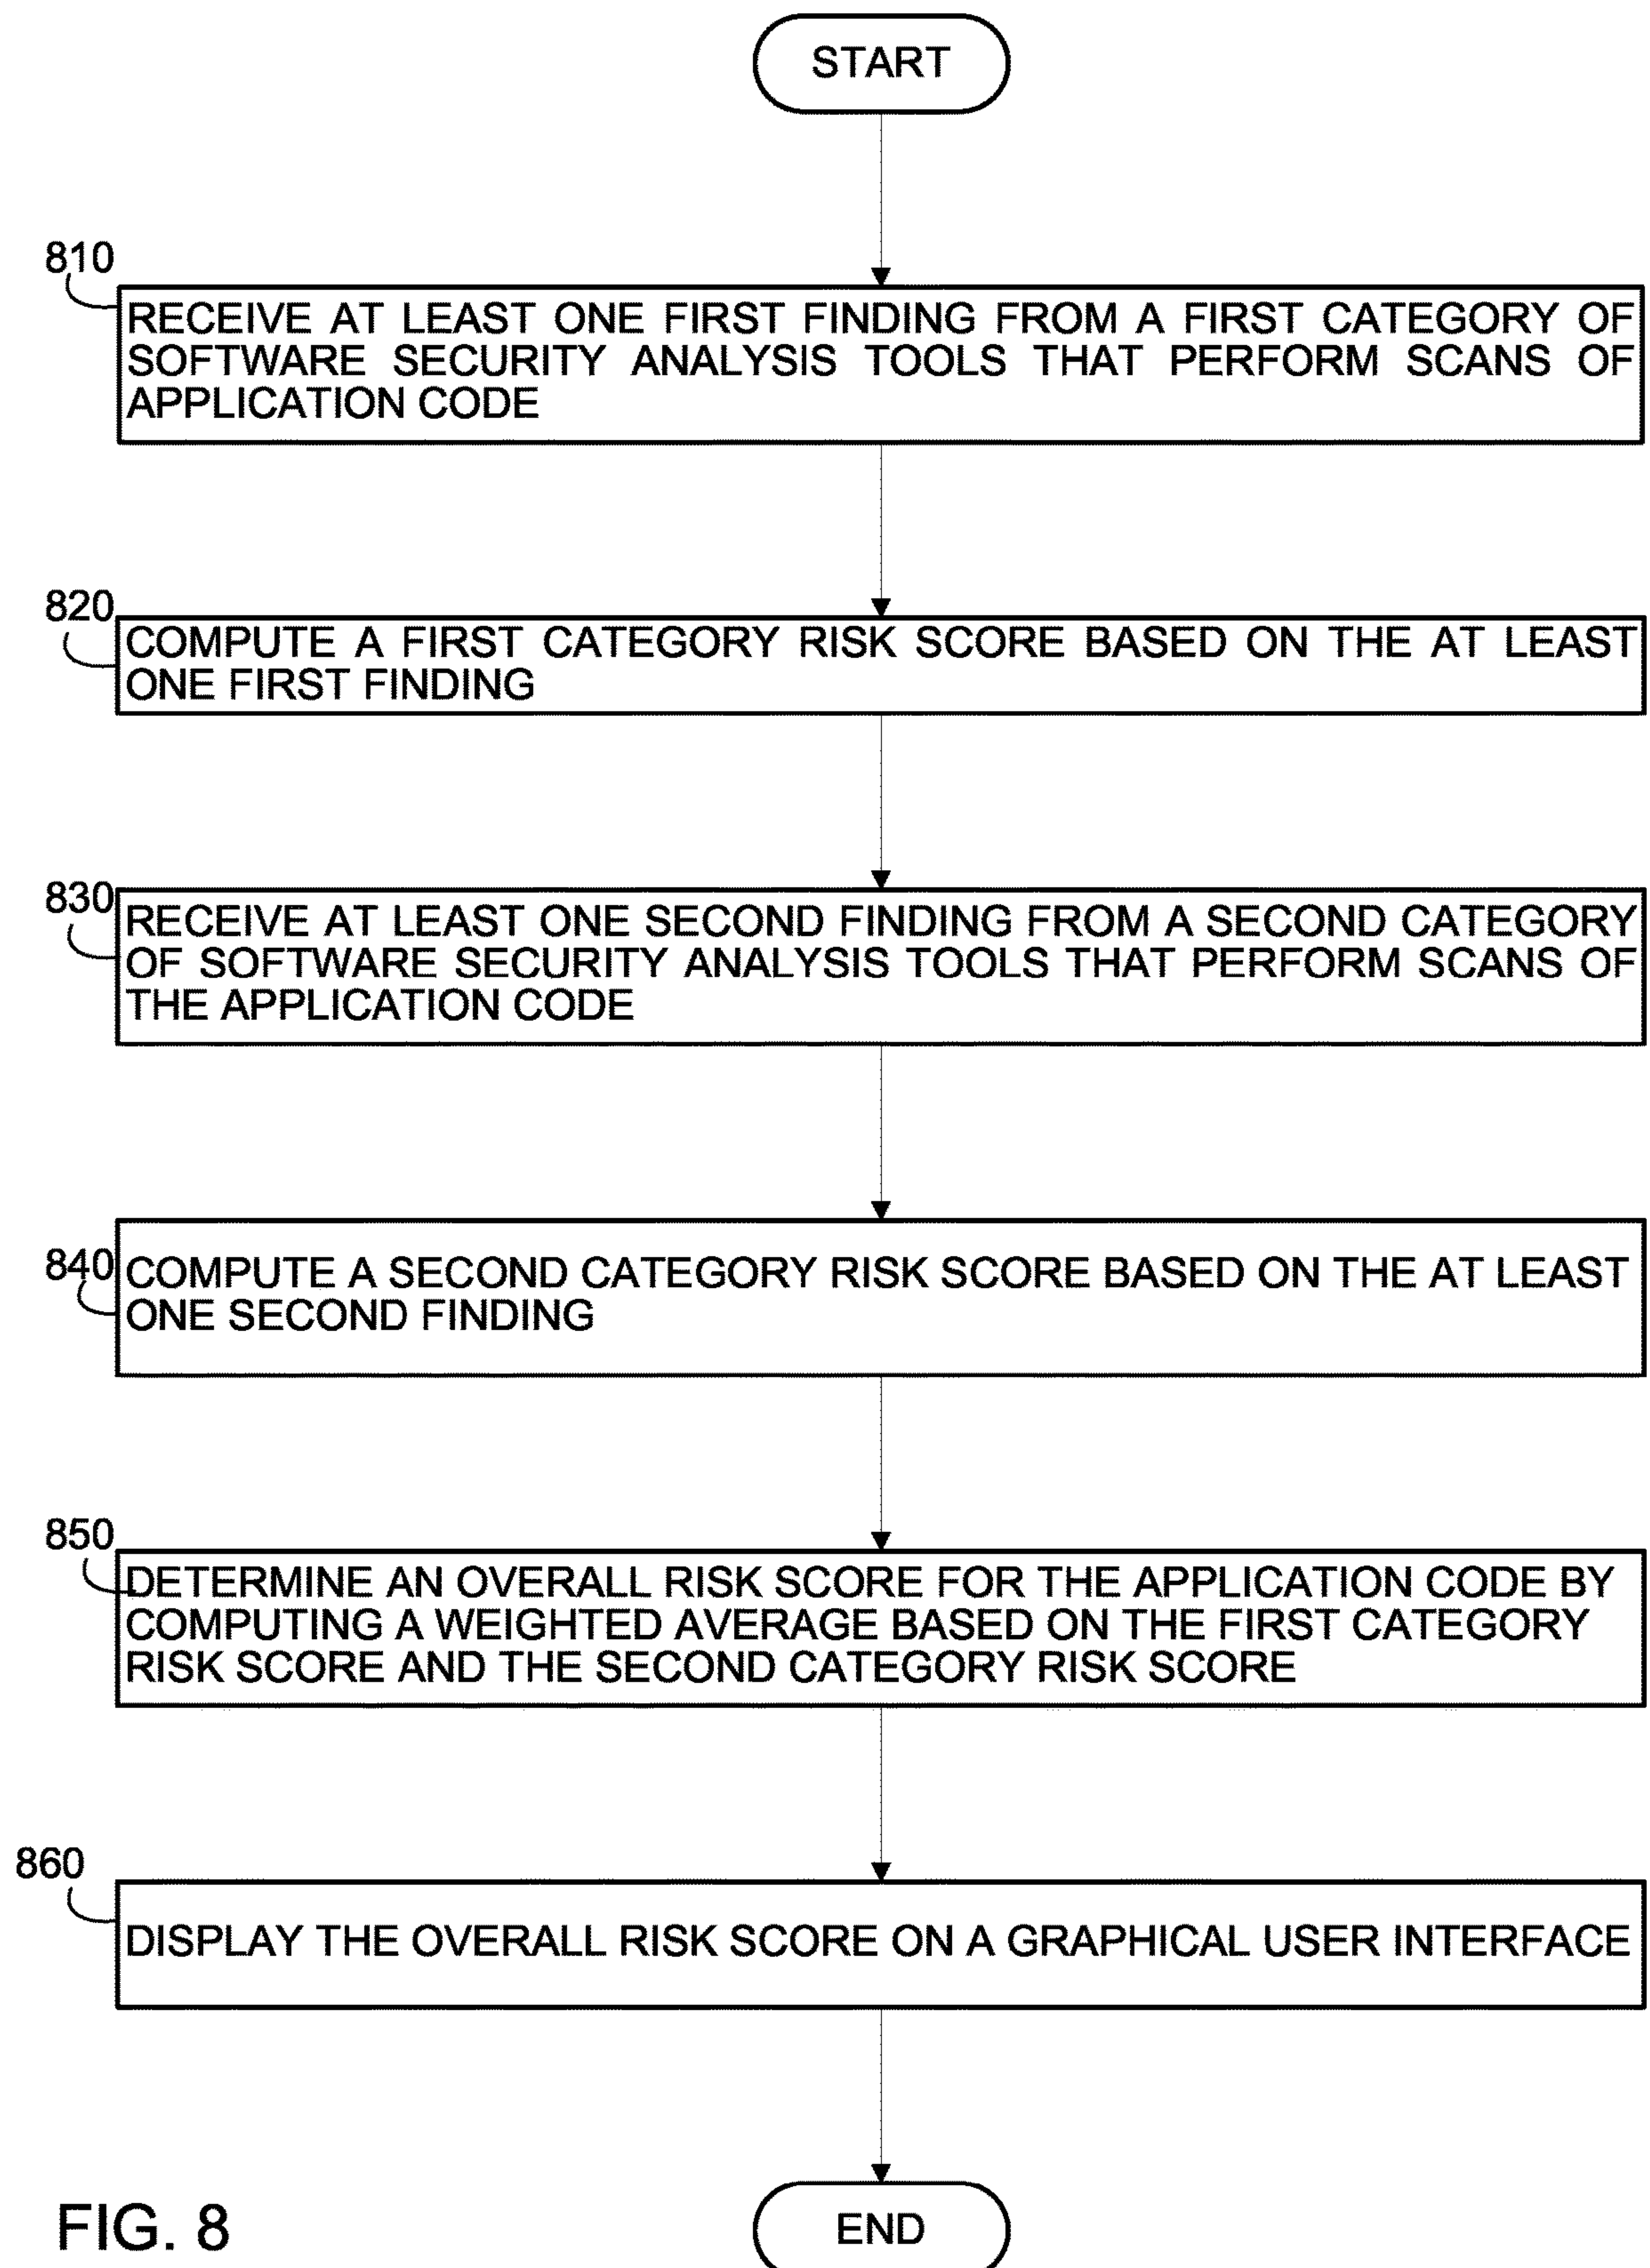 START
810
RECEIVE AT LEAST ONE FIRST FINDING FROM A FIRST CATEGORY OF
SOFTWARE SECURITY ANALYSIS TOOLS THAT PERFORM SCANS OF
APPLICATION CODE
820
COMPUTE A FIRST CATEGORY RISK SCORE BASED ON THE AT LEAST
ONE FIRST FINDING
830
RECEIVE AT LEAST ONE SECOND FINDING FROM A SECOND CATEGORY
OF SOFTWARE SECURITY ANALYSIS TOOLS THAT PERFORM SCANS OF
THE APPLICATION CODE
840
COMPUTE A SECOND CATEGORY RISK SCORE BASED ON THE AT LEAST
ONE SECOND FINDING
850
DETERMINE AN OVERALL RISK SCORE FOR THE APPLICATION CODE BY
COMPUTING A WEIGHTED AVERAGE BASED ON THE FIRST CATEGORY
RISK SCORE AND THE SECOND CATEGORY RISK SCORE
860
DISPLAY THE OVERALL RISK SCORE ON A GRAPHICAL USER INTERFACE
END
FIG. 8